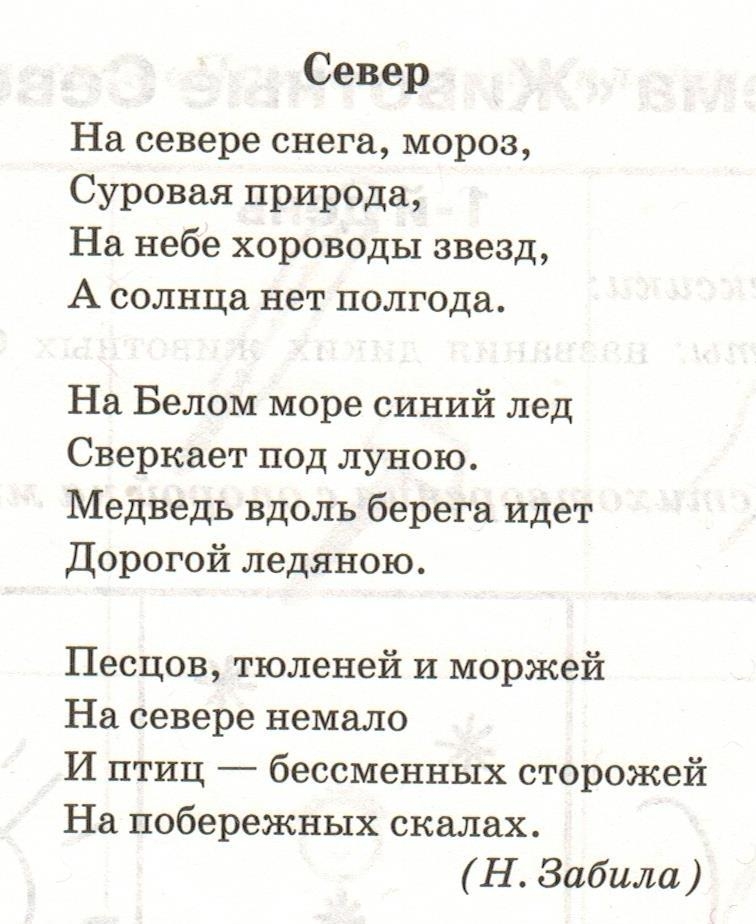 Север
На севере снега, мороз,
Суровая природа,
На небе хороводы звезд,
А солнца нет полгода.
На Белом море синий лед
Сверкает под луною.
Медведь вдоль берега идет
Дорогой ледяною.
Песцов, тюленей и моржей
На севере немало
И птиц — бессменных сторожей
На побережных скалах.
(Н. Забила)